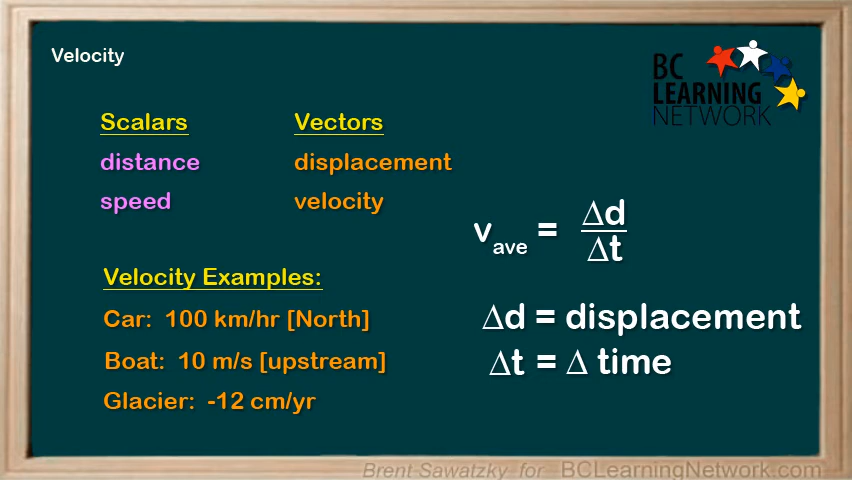 Velocity
BC
LEARNING
NETWORK
Scalars Vectors
distance displacement
speed velocity
v_ave = Δd/Δt
Velocity Examples:
Car: 100 km/hr [North]
Boat: 10 m/s [upstream]
Glacier: -12 cm/yr
Δd = displacement
Δt = Δ time
Brent Sawatzky for BCLearningNetwork.com